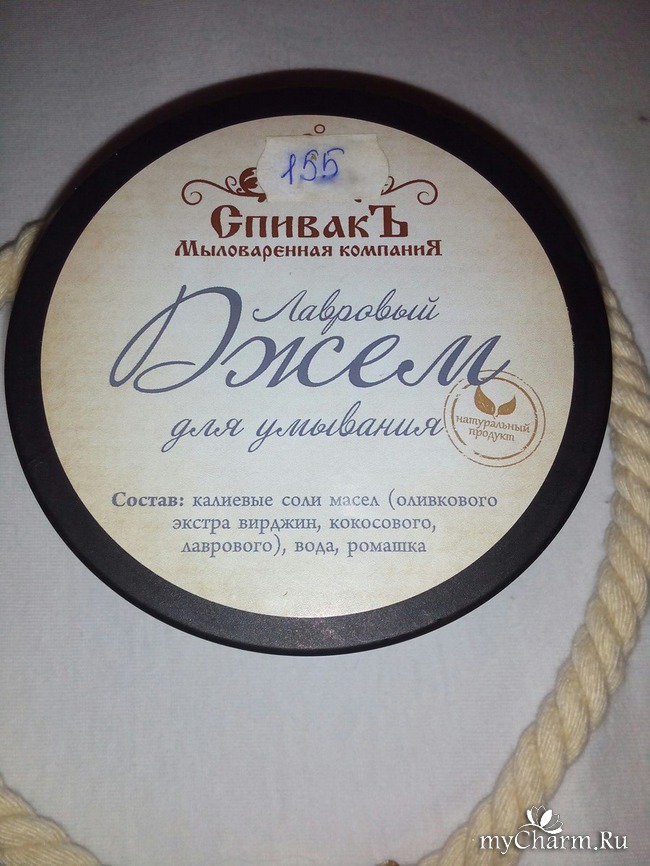 155
СпивакЪ
Мыловаренная компаниЯ
Лавровый
Джем
для умывания
натуральный
продукт
Состав: калиевые соли масел (оливкового
экстра вирджин, кокосового,
лаврового), вода, ромашка
myCharm.Ru